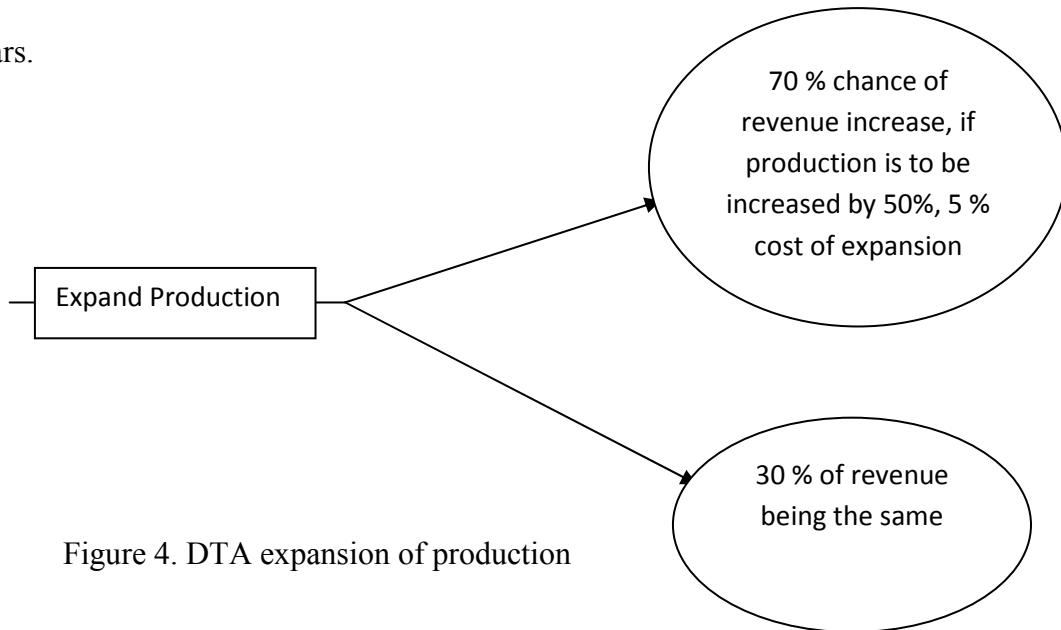 ars.
70 % chance of
revenue increase, if
production is to be
increased by 50%, 5 %
cost of expansion
Expand Production
30 % of revenue
being the same
Figure 4. DTA expansion of production